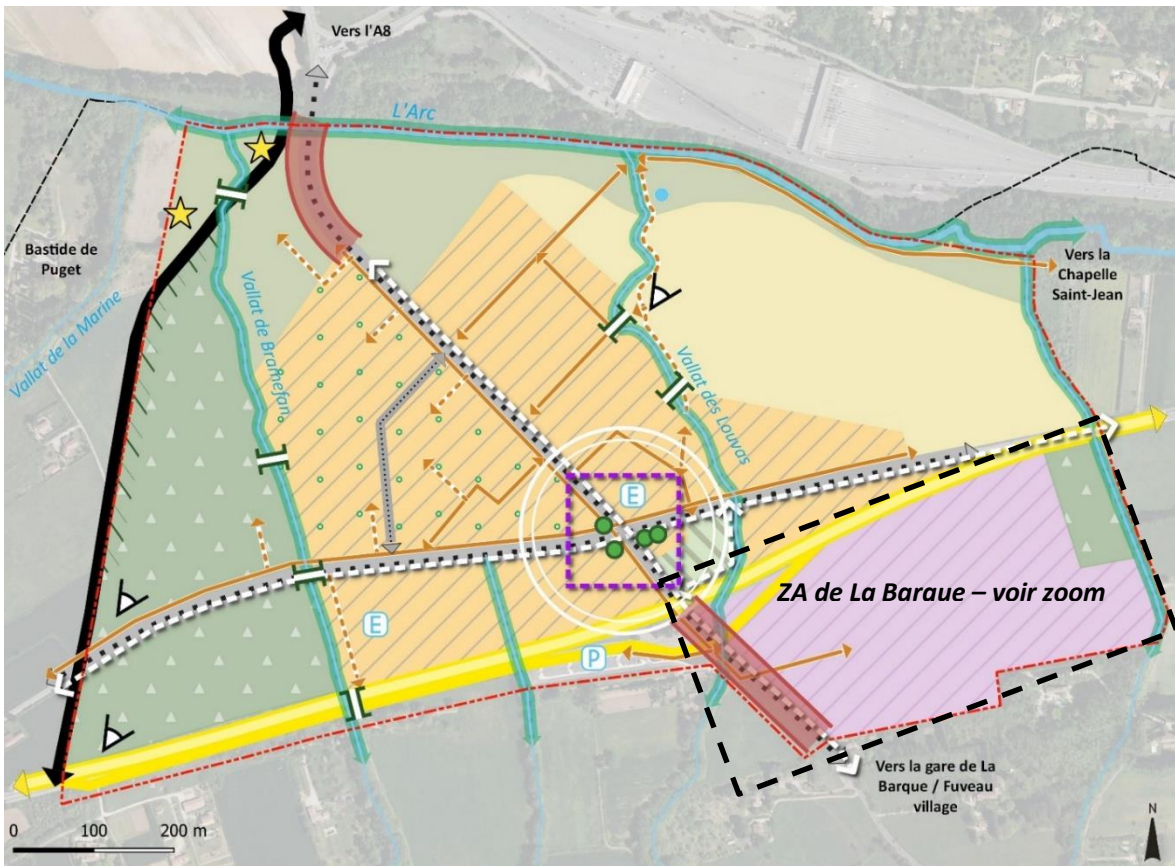 Vers l'A8
L'Arc
Bastide de
Puget
Vallat de la Marine
Vallat de Bramefan
Vallat des Louvas
Vers la
Chapelle
Saint-Jean
E
E
P
ZA de La Baraue – voir zoom
Vers la gare de La
Barque / Fuveau
village
0 100 200 m
N